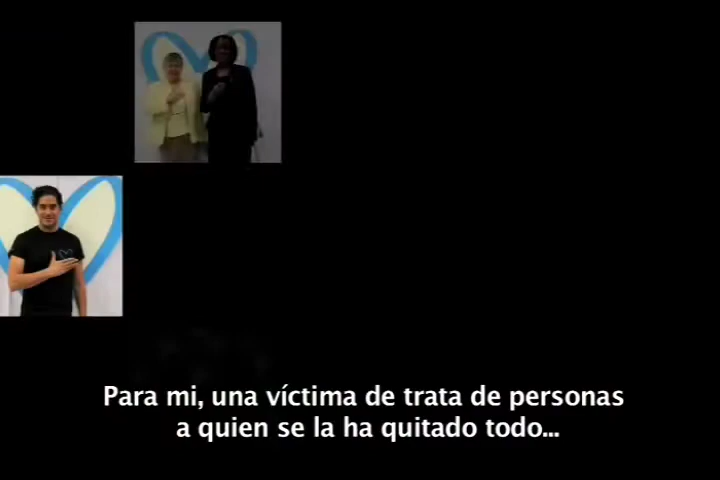 Para mi, una víctima de trata de personas
a quien se la ha quitado todo...